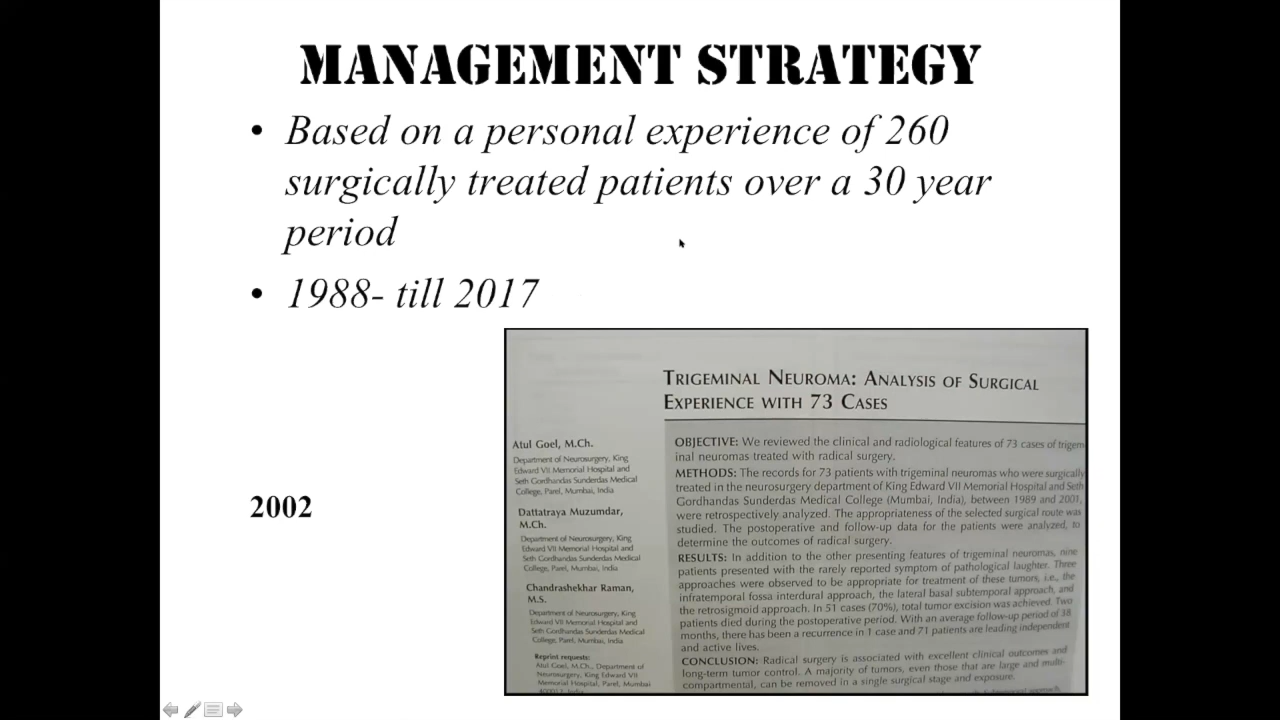 MANAGEMENT STRATEGY
• Based on a personal experience of 260
surgically treated patients over a 30 year
period
• 1988- till 2017
2002
TRIGEMINAL NEUROMA: ANALYSIS OF SURGICAL
EXPERIENCE WITH 73 CASES
Atul Goel, M.Ch.
Department of Neurosurgery, King
Edward VII Memorial Hospital and
Seth Gordhandas Sunderdas Medical
College, Parel, Mumbai, India
Dattatraya Muzumdar,
M.Ch.
Department of Neurosurgery, King
Edward VII Memorial Hospital and
Seth Gordhandas Sunderdas Medical
College, Parel, Mumbai, India
Chandrashekhar Raman,
M.S.
Department of Neurosurgery, King
Edward VII Memorial Hospital and
Seth Gordhandas Sunderdas Medical
College, Parel, Mumbai, India
Reprint requests:
Atul Goel, M.Ch., Department of
Neurosurgery, King Edward VII
Memorial Hospital, Parel, Mumbai
OBJECTIVE: We reviewed the clinical and radiological features of 73 cases of trigem
inal neuromas treated with radical surgery.
METHODS: The records for 73 patients with trigeminal neuromas who were surgically
treated in the neurosurgery department of King Edward VII Memorial Hospital and Seth
Gordhandas Sunderdas Medical College (Mumbai, India), between 1989 and 2001,
were retrospectively analyzed. The appropriateness of the selected surgical route was
studied. The postoperative and follow-up data for the patients were analyzed, to
determine the outcomes of radical surgery.
RESULTS: In addition to the other presenting features of trigeminal neuromas, nine
patients presented with the rarely reported symptom of pathological laughter. Three
approaches were observed to be appropriate for treatment of these tumors, i.e., the
infratemporal fossa interdural approach, the lateral basal subtemporal approach, and
the retrosigmoid approach. In 51 cases (70%), total tumor excision was achieved. Two
patients died during the postoperative period. With an average follow-up period of 38
months, there has been a recurrence in 1 case and 71 patients are leading independent
and active lives.
CONCLUSION: Radical surgery is associated with excellent clinical outcomes and
long-term tumor control. A majority of tumors, even those that are large and multi-
compartmental, can be removed in a single surgical stage and exposure.